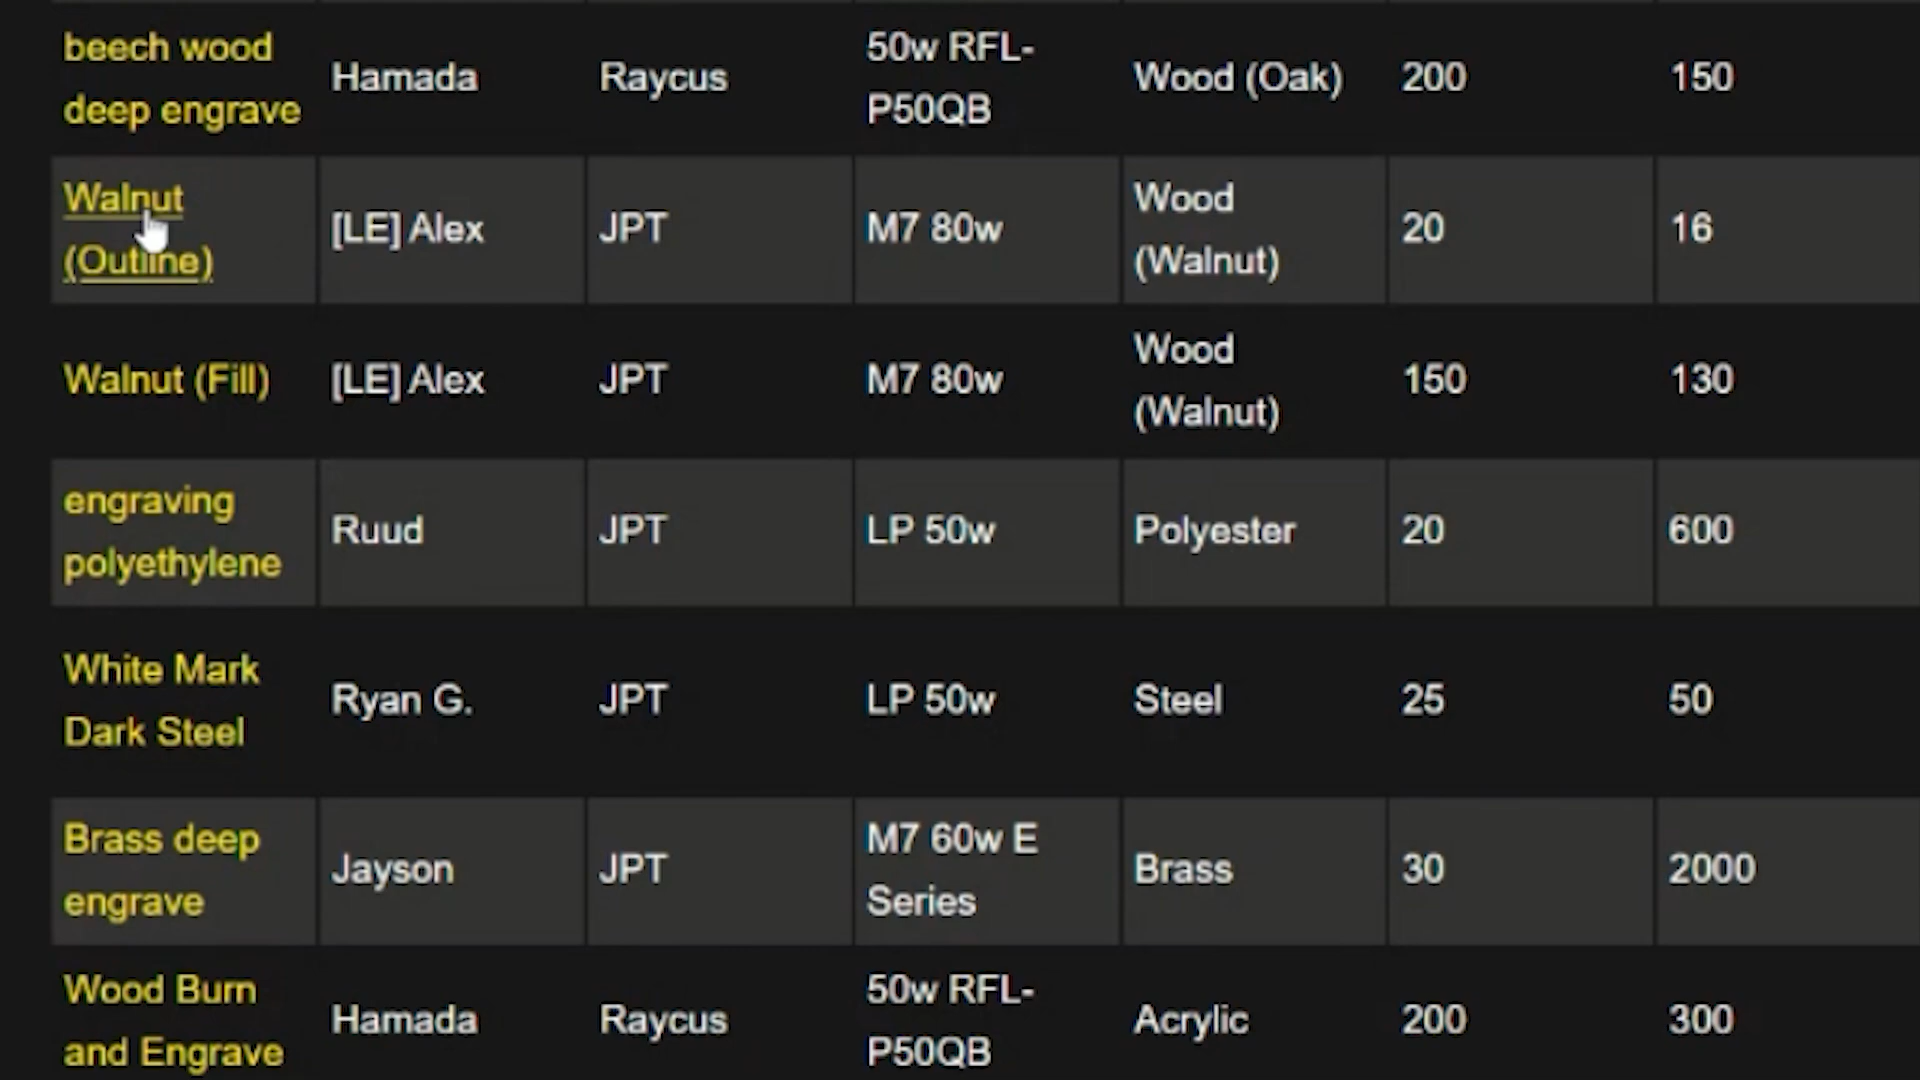 beech wood
deep engrave
Hamada
Raycus
50w RFL-
P50QB
Wood (Oak)
200
150
Walnut
(Outline)
[LE] Alex
JPT
M7 80w
Wood
(Walnut)
20
16
Walnut (Fill)
[LE] Alex
JPT
M7 80w
Wood
(Walnut)
150
130
engraving
polyethylene
Ruud
JPT
LP 50w
Polyester
20
600
White Mark
Dark Steel
Ryan G.
JPT
LP 50w
Steel
25
50
Brass deep
engrave
Jayson
JPT
M7 60w E
Series
Brass
30
2000
Wood Burn
and Engrave
Hamada
Raycus
50w RFL-
P50QB
Acrylic
200
300